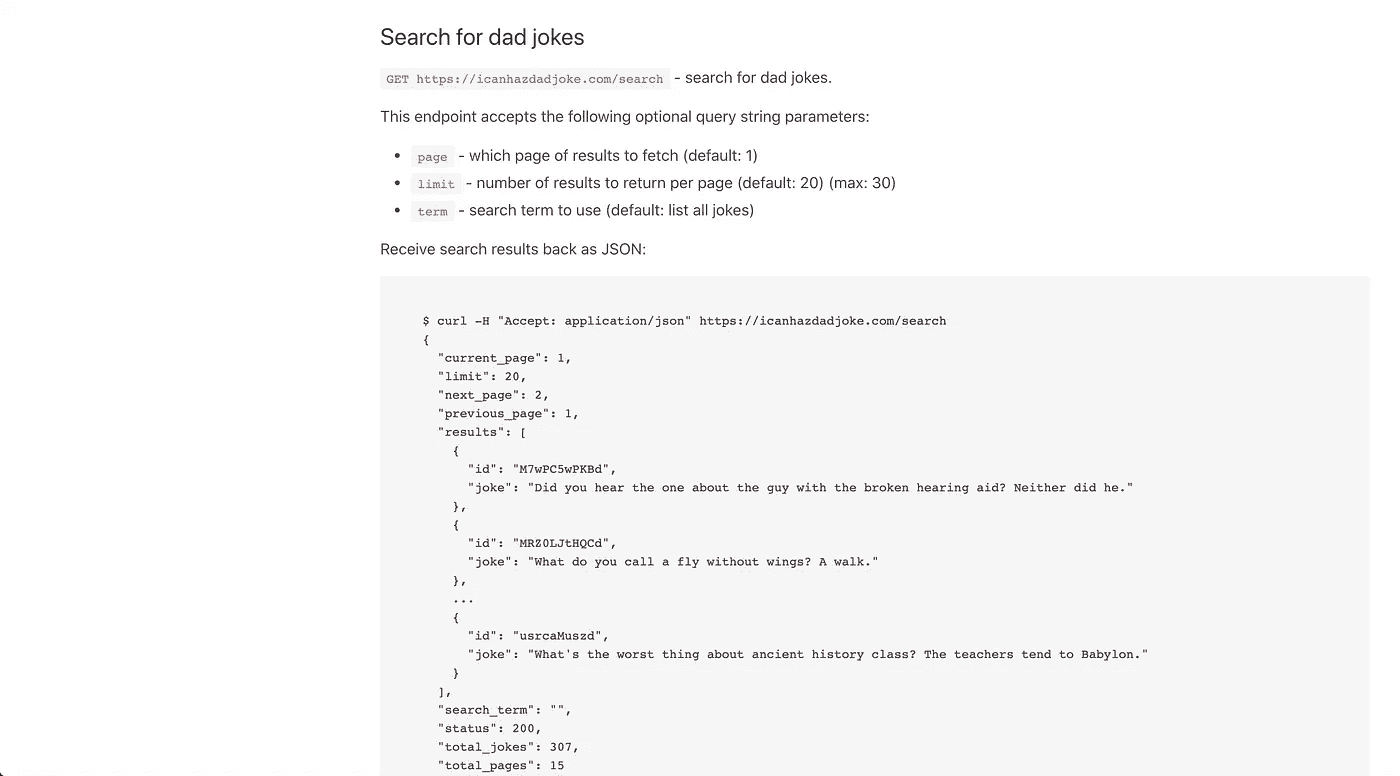 Search for dad jokes
GET https://icanhazdadjoke.com/search - search for dad jokes.
This endpoint accepts the following optional query string parameters:
• page - which page of results to fetch (default: 1)
• limit - number of results to return per page (default: 20) (max: 30)
• term - search term to use (default: list all jokes)
Receive search results back as JSON:
$ curl -H "Accept: application/json" https://icanhazdadjoke.com/search
{
  "current_page": 1,
  "limit": 20,
  "next_page": 2,
  "previous_page": 1,
  "results": [
    {
      "id": "M7wPC5wPKBd",
      "joke": "Did you hear the one about the guy with the broken hearing aid? Neither did he."
    },
    {
      "id": "MRZ0LJtHQCd",
      "joke": "What do you call a fly without wings? A walk."
    },
    ...
    {
      "id": "usrcaMuszd",
      "joke": "What's the worst thing about ancient history class? The teachers tend to Babylon."
    }
  ],
  "search_term": "",
  "status": 200,
  "total_jokes": 307,
  "total_pages": 15